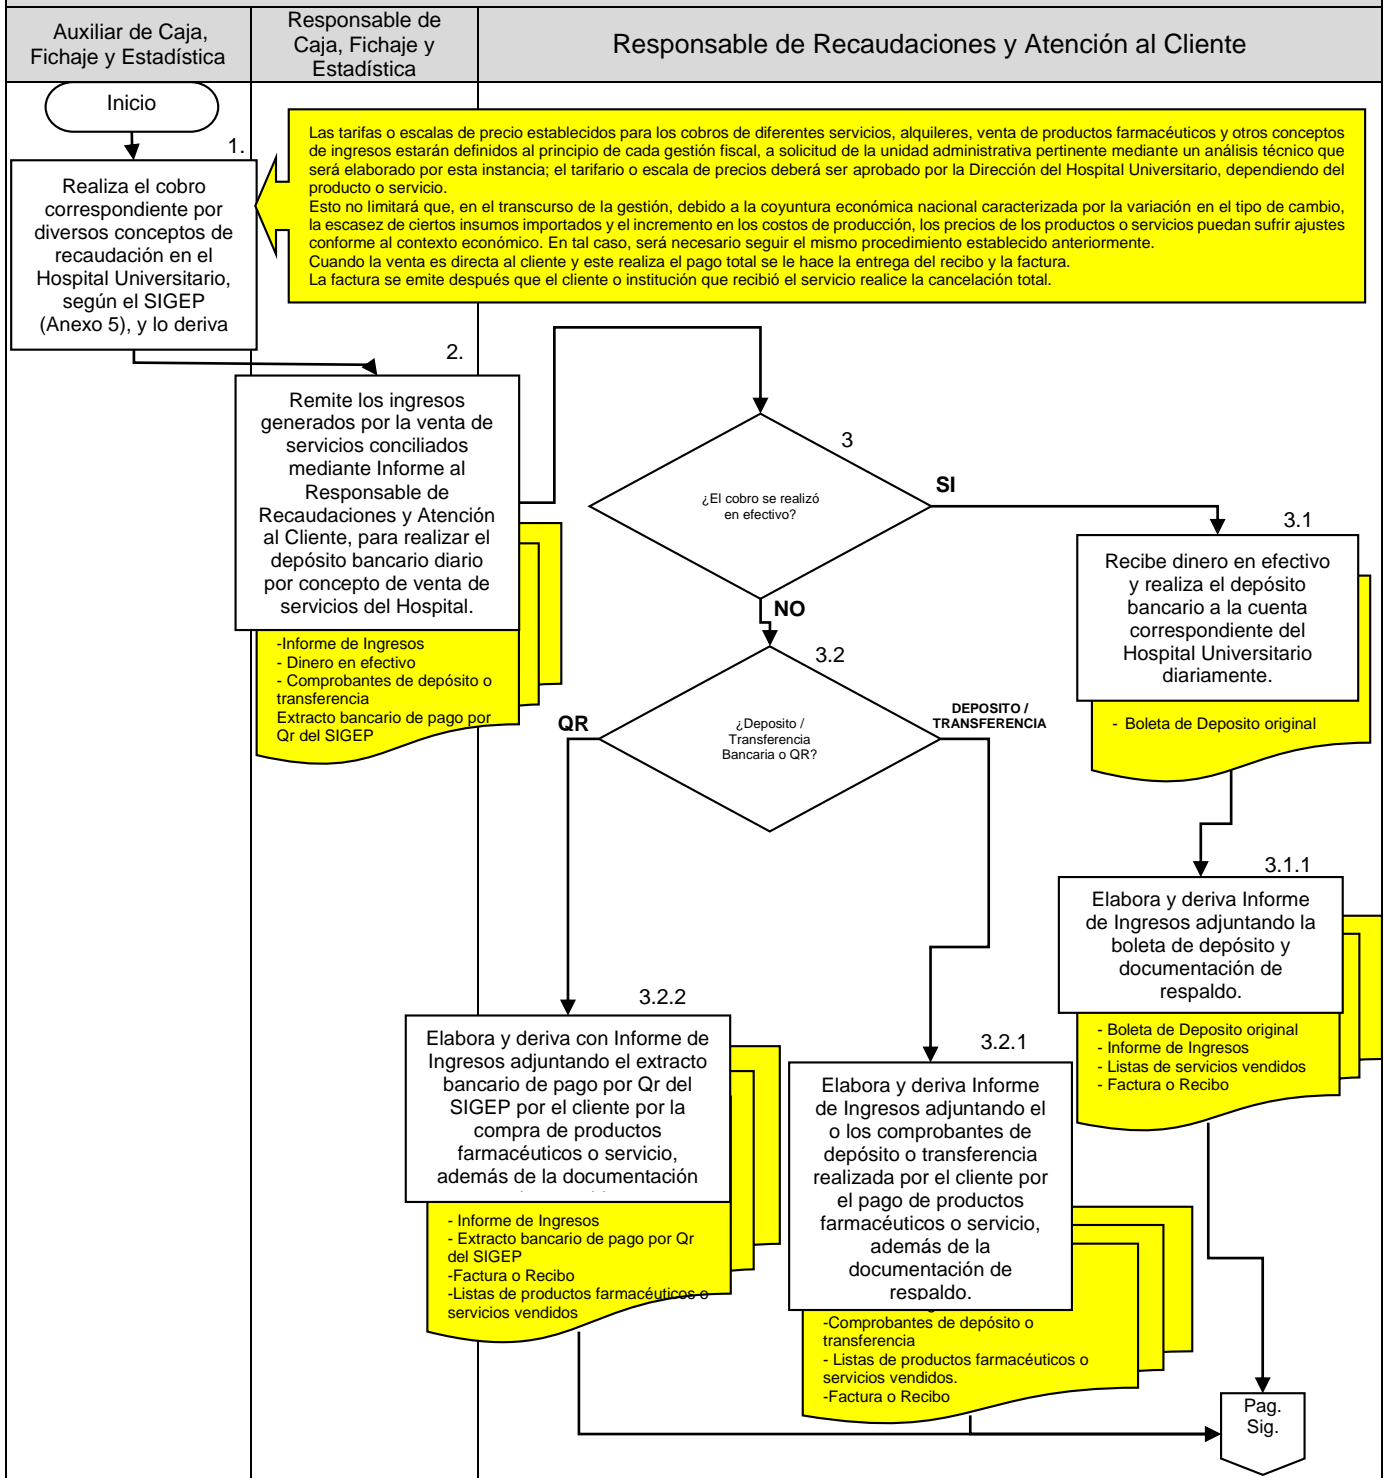 Auxiliar de Caja,
Fichaje y Estadística
Responsable de
Caja, Fichaje y
Estadística
Responsable de Recaudaciones y Atención al Cliente
Inicio
1.
Realiza el cobro
correspondiente por
diversos conceptos de
recaudación en el
Hospital Universitario,
según el SIGEP
(Anexo 5), y lo deriva
Las tarifas o escalas de precio establecidos para los cobros de diferentes servicios, alquileres, venta de productos farmacéuticos y otros conceptos
de ingresos estarán definidos al principio de cada gestión fiscal, a solicitud de la unidad administrativa pertinente mediante un análisis técnico que
será elaborado por esta instancia; el tarifario o escala de precios deberá ser aprobado por la Dirección del Hospital Universitario, dependiendo del
producto o servicio.
Esto no limitará que, en el transcurso de la gestión, debido a la coyuntura económica nacional caracterizada por la variación en el tipo de cambio,
la escasez de ciertos insumos importados y el incremento en los costos de producción, los precios de los productos o servicios puedan sufrir ajustes
conforme al contexto económico. En tal caso, será necesario seguir el mismo procedimiento establecido anteriormente.
Cuando la venta es directa al cliente y este realiza el pago total se le hace la entrega del recibo y la factura.
La factura se emite después que el cliente o institución que recibió el servicio realice la cancelación total.
2.
Remite los ingresos
generados por la venta de
servicios conciliados
mediante Informe al
Responsable de
Recaudaciones y Atención
al Cliente, para realizar el
depósito bancario diario
por concepto de venta de
servicios del Hospital.
-Informe de Ingresos
- Dinero en efectivo
- Comprobantes de depósito o
transferencia
Extracto bancario de pago por
Qr del SIGEP
3
¿El cobro se realizó
en efectivo?
SI
NO
3.1
Recibe dinero en efectivo
y realiza el depósito
bancario a la cuenta
correspondiente del
Hospital Universitario
diariamente.
- Boleta de Deposito original
3.2
¿Deposito /
Transferencia
Bancaria o QR?
QR
DEPOSITO /
TRANSFERENCIA
3.1.1
Elabora y deriva Informe
de Ingresos adjuntando la
boleta de depósito y
documentación de
respaldo.
- Boleta de Deposito original
- Informe de Ingresos
- Listas de servicios vendidos
- Factura o Recibo
3.2.2
Elabora y deriva con Informe de
Ingresos adjuntando el extracto
bancario de pago por Qr del
SIGEP por el cliente por la
compra de productos
farmacéuticos o servicio,
además de la documentación
- Informe de Ingresos
- Extracto bancario de pago por Qr
del SIGEP
-Factura o Recibo
-Listas de productos farmacéuticos o
servicios vendidos
3.2.1
Elabora y deriva Informe
de Ingresos adjuntando el
o los comprobantes de
depósito o transferencia
realizada por el cliente por
el pago de productos
farmacéuticos o servicio,
además de la
documentación de
respaldo.
-Comprobantes de depósito o
transferencia
- Listas de productos farmacéuticos o
servicios vendidos.
-Factura o Recibo
Pag.
Sig.